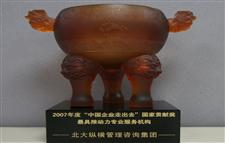 2007年度“中国企业走出去”国家贡献奖
最具推动力专业服务机构
北大纵横管理咨询集团